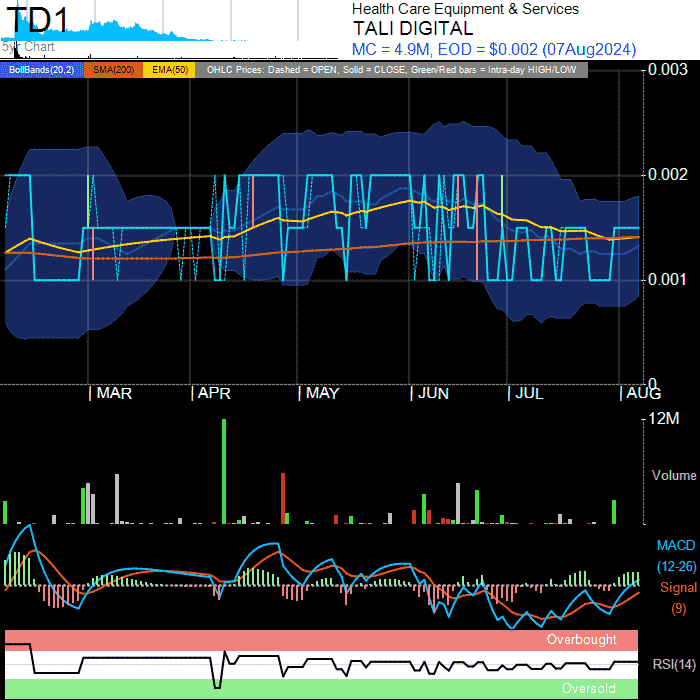 TD1
Health Care Equipment & Services
TALI DIGITAL
5yr Chart
MC = 4.9M, EOD = $0.002 (07Aug2024)
BollBands(20,2) SMA(200) EMA(50) OHLC Prices: Dashed = OPEN, Solid = CLOSE, Green/Red bars = Intra-day HIGH/LOW
0.003
0.002
0.001
0
MAR APR MAY JUN JUL AUG
12M
Volume
MACD
(12-26)
Signal
(9)
Overbought
RSI(14)
Oversold